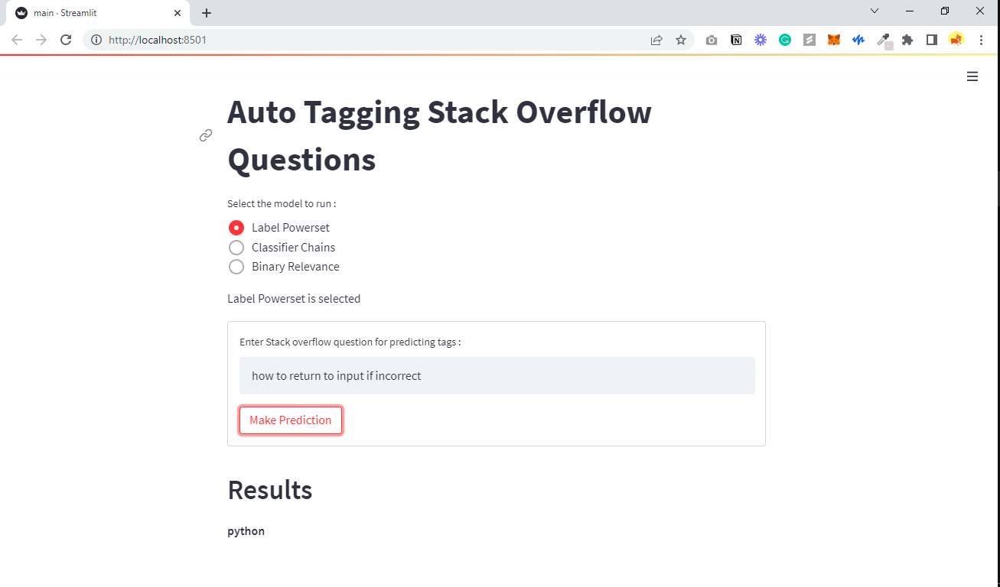 main · Streamlit
http://localhost:8501
Auto Tagging Stack Overflow
Questions
Select the model to run :
Label Powerset
Classifier Chains
Binary Relevance
Label Powerset is selected
Enter Stack overflow question for predicting tags :
how to return to input if incorrect
Make Prediction
Results
python